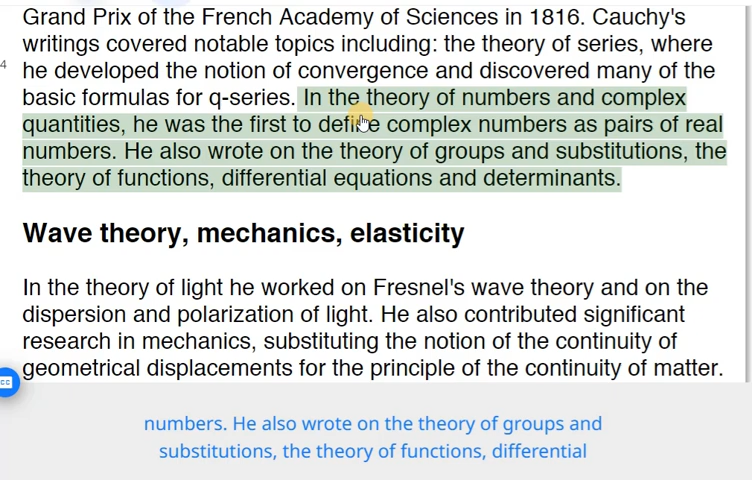 Grand Prix of the French Academy of Sciences in 1816. Cauchy's
writings covered notable topics including: the theory of series, where
4
he developed the notion of convergence and discovered many of the
basic formulas for q-series. In the theory of numbers and complex
quantities, he was the first to define complex numbers as pairs of real
numbers. He also wrote on the theory of groups and substitutions, the
theory of functions, differential equations and determinants.
Wave theory, mechanics, elasticity
In the theory of light he worked on Fresnel's wave theory and on the
dispersion and polarization of light. He also contributed significant
research in mechanics, substituting the notion of the continuity of
geometrical displacements for the principle of the continuity of matter.
cc
numbers. He also wrote on the theory of groups and
substitutions, the theory of functions, differential